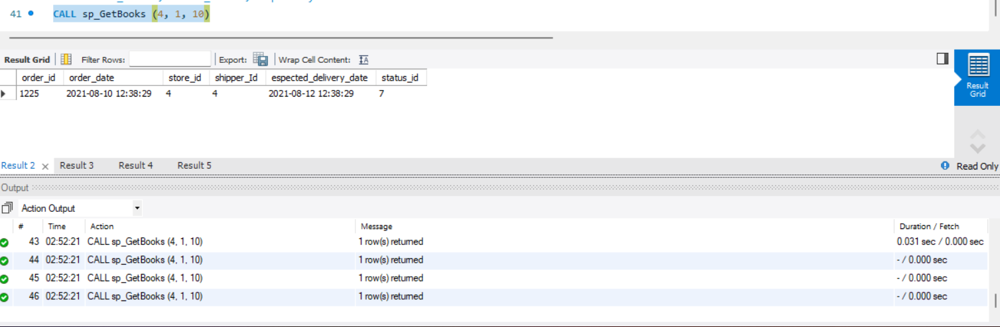 41 CALL sp_GetBooks (4, 1, 10)
Result Grid Filter Rows: Export: Wrap Cell Content:
order_id order_date store_id shipper_Id espected_delivery_date status_id
1225 2021-08-10 12:38:29 4 4 2021-08-12 12:38:29 7
Result
Grid
Result 2 Result 3 Result 4 Result 5 Read Only
Output
Action Output
# Time Action Message Duration / Fetch
43 02:52:21 CALL sp_GetBooks (4, 1, 10) 1 row(s) returned 0.031 sec / 0.000 sec
44 02:52:21 CALL sp_GetBooks (4, 1, 10) 1 row(s) returned - / 0.000 sec
45 02:52:21 CALL sp_GetBooks (4, 1, 10) 1 row(s) returned - / 0.000 sec
46 02:52:21 CALL sp_GetBooks (4, 1, 10) 1 row(s) returned - / 0.000 sec